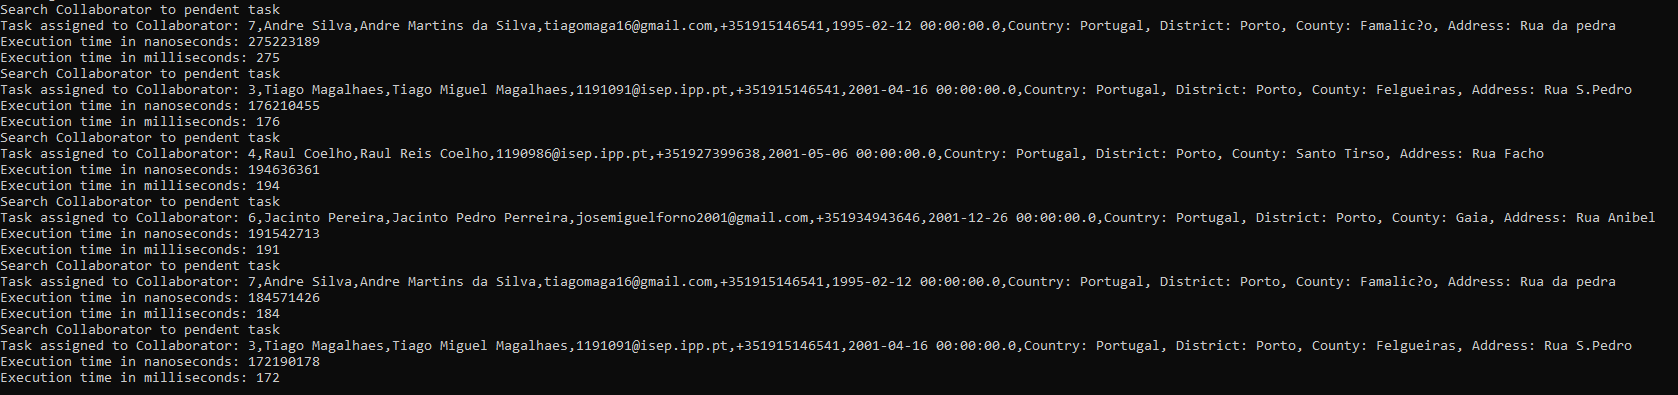 Search Collaborator to pendent task
Task assigned to Collaborator: 7,Andre Silva,Andre Martins da Silva,tiagomaga16@gmail.com,+351915146541,1995-02-12 00:00:00.0,Country: Portugal, District: Porto, County: Famalic?o, Address: Rua da pedra
Execution time in nanoseconds: 275223189
Execution time in milliseconds: 275
Search Collaborator to pendent task
Task assigned to Collaborator: 3,Tiago Magalhaes,Tiago Miguel Magalhaes,1191091@isep.ipp.pt,+351915146541,2001-04-16 00:00:00.0,Country: Portugal, District: Porto, County: Felgueiras, Address: Rua S.Pedro
Execution time in nanoseconds: 176210455
Execution time in milliseconds: 176
Search Collaborator to pendent task
Task assigned to Collaborator: 4,Raul Coelho,Raul Reis Coelho,1190986@isep.ipp.pt,+351927399638,2001-05-06 00:00:00.0,Country: Portugal, District: Porto, County: Santo Tirso, Address: Rua Facho
Execution time in nanoseconds: 194636361
Execution time in milliseconds: 194
Search Collaborator to pendent task
Task assigned to Collaborator: 6,Jacinto Pereira,Jacinto Pedro Perreira,josemiguelforno2001@gmail.com,+351934943646,2001-12-26 00:00:00.0,Country: Portugal, District: Porto, County: Gaia, Address: Rua Anibel
Execution time in nanoseconds: 191542713
Execution time in milliseconds: 191
Search Collaborator to pendent task
Task assigned to Collaborator: 7,Andre Silva,Andre Martins da Silva,tiagomaga16@gmail.com,+351915146541,1995-02-12 00:00:00.0,Country: Portugal, District: Porto, County: Famalic?o, Address: Rua da pedra
Execution time in nanoseconds: 184571426
Execution time in milliseconds: 184
Search Collaborator to pendent task
Task assigned to Collaborator: 3,Tiago Magalhaes,Tiago Miguel Magalhaes,1191091@isep.ipp.pt,+351915146541,2001-04-16 00:00:00.0,Country: Portugal, District: Porto, County: Felgueiras, Address: Rua S.Pedro
Execution time in nanoseconds: 172190178
Execution time in milliseconds: 172